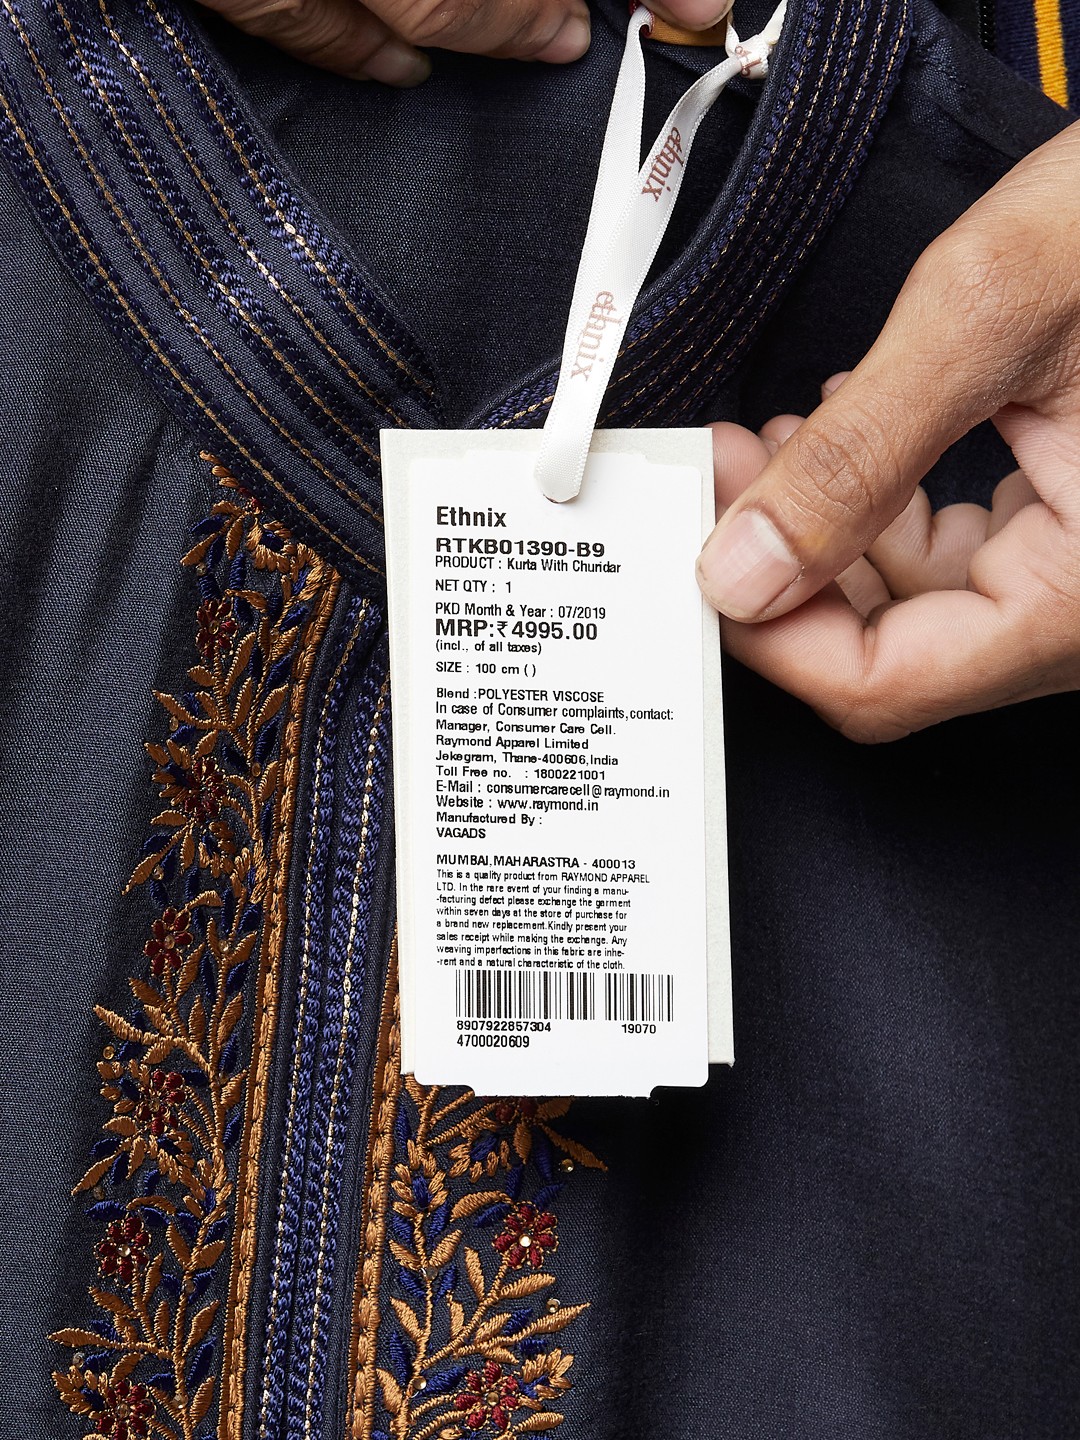 ethnix
ethnix
Ethnix
RTKB01390-B9
PRODUCT : Kurta With Churidar
NET QTY : 1
PKD Month & Year : 07/2019
MRP:₹4995.00
(incl., of all taxes)
SIZE : 100 cm ( )
Blend :POLYESTER VISCOSE
In case of Consumer complaints,contact:
Manager, Consumer Care Cell.
Raymond Apparel Limited
Jekegram, Thane-400606,India
Toll Free no. : 1800221001
E-Mail : consumercarecell@raymond.in
Website : www.raymond.in
Manufactured By :
VAGADS
MUMBAI,MAHARASTRA - 400013
This is a quality product from RAYMOND APPAREL
LTD. In the rare event of your finding a manu-
-facturing defect please exchange the garment
within seven days at the store of purchase for
a brand new replacement.Kindly present your
sales receipt while making the exchange. Any
weaving imperfections in this fabric are inhe-
-rent and a natural characteristic of the cloth.
8907922857304 19070
4700020609